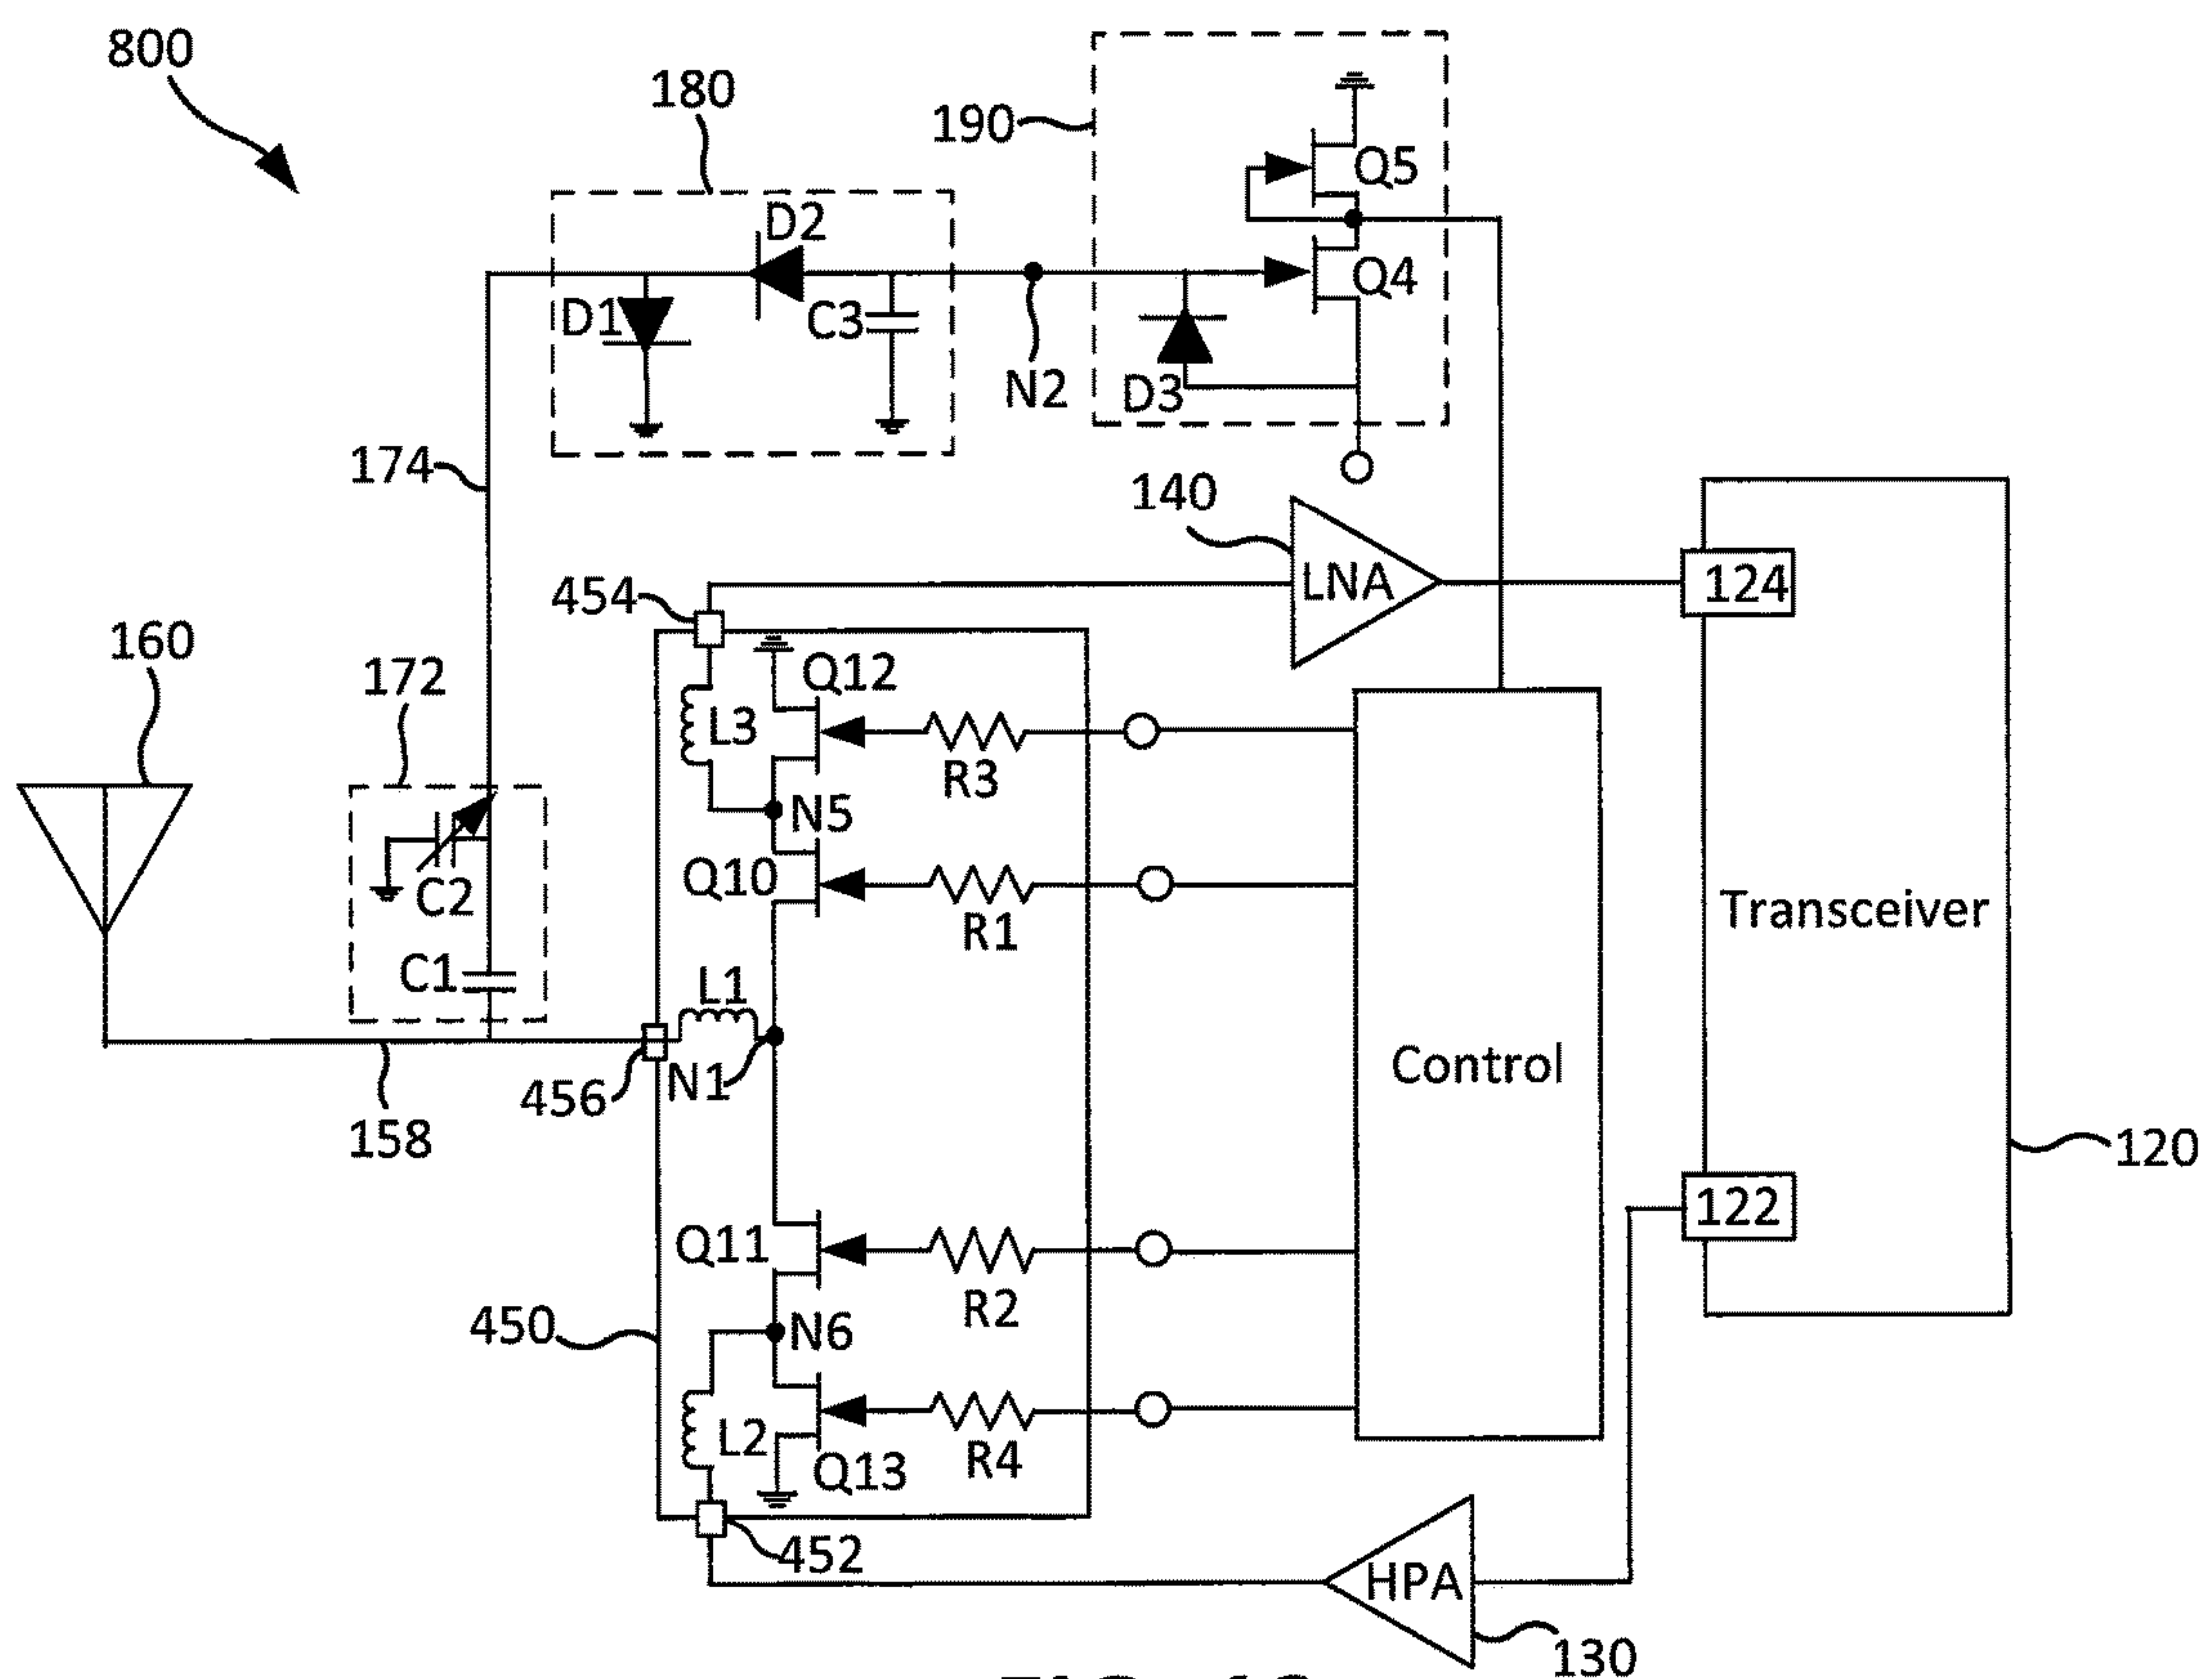 800
180
190
Q5
D2
Q4
D1
C3
N2
D3
174
140
LNA
124
454
160
172
Q12
L3
R3
N5
Q10
C2
R1
Transceiver
C1
L1
Control
N1
456
158
120
122
Q11
R2
450
N6
L2
R4
Q13
452
HPA
130